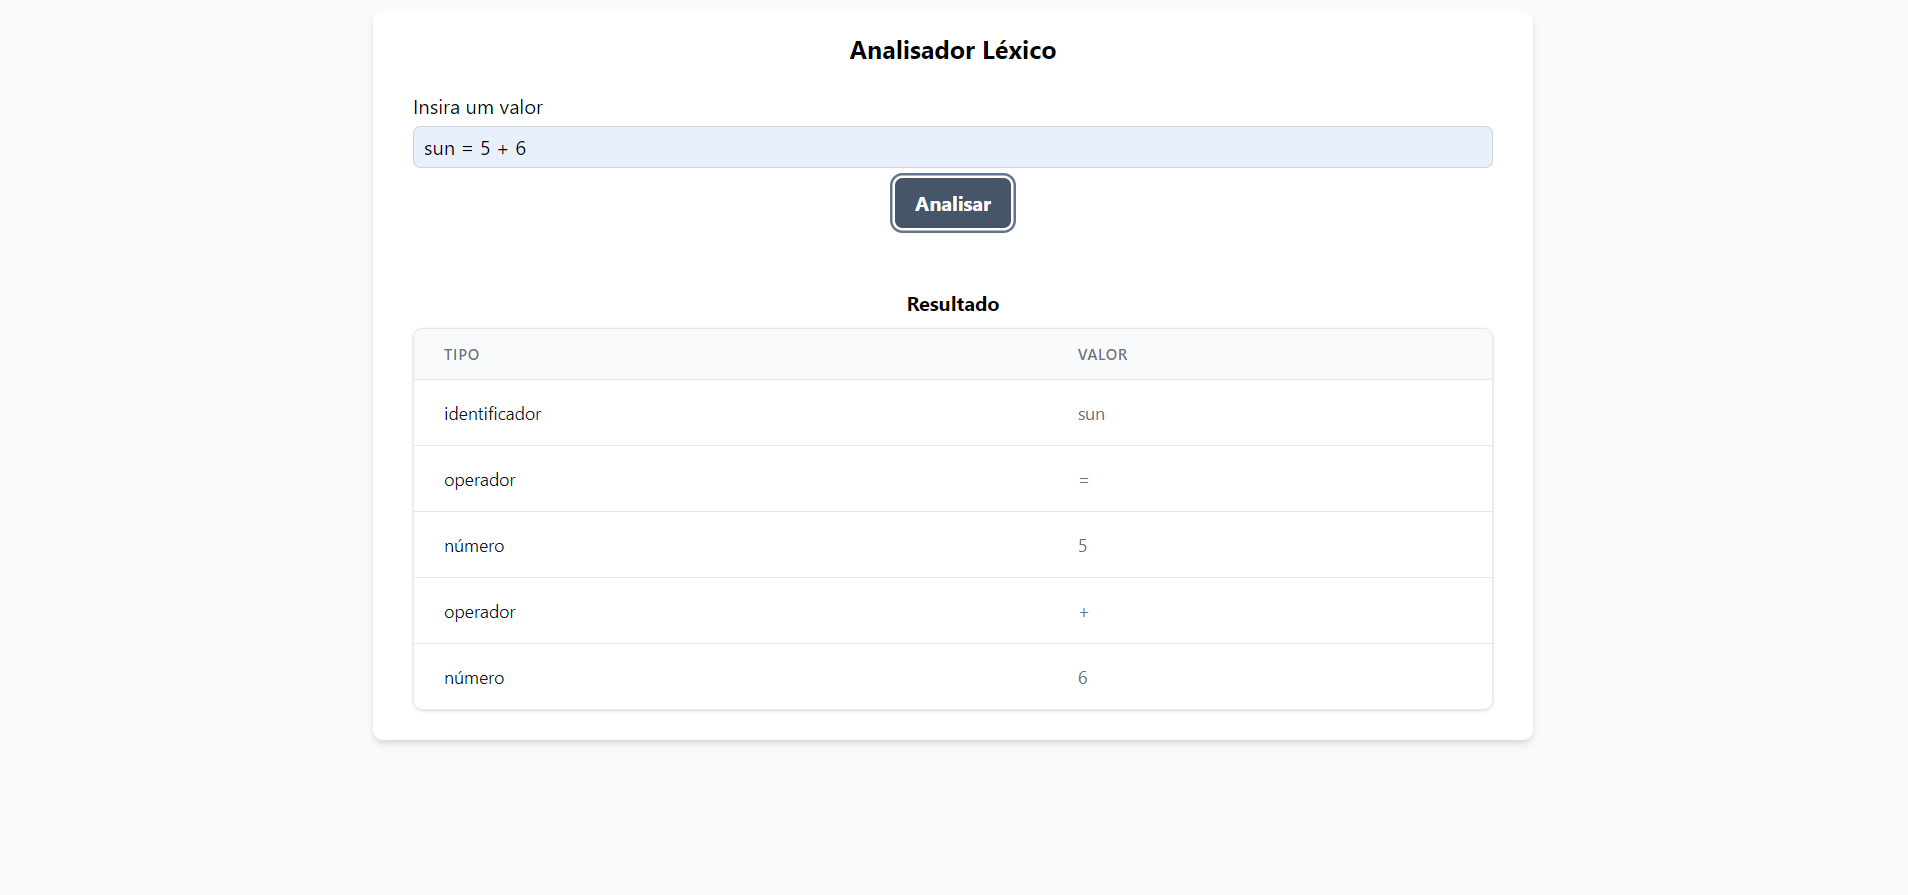 Analisador Léxico
Insira um valor
sun = 5 + 6
Analisar
Resultado
TIPO VALOR
identificador sun
operador =
número 5
operador +
número 6